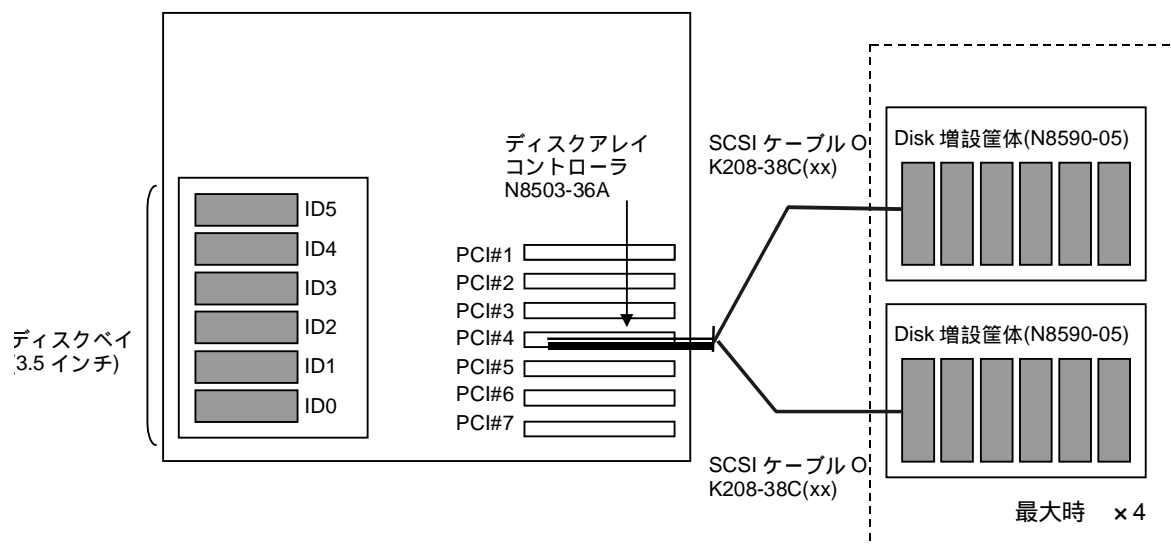 ディスクアレイ
コントローラ
N8503-36A
SCSI ケーブル O
K208-38C(xx)
Disk 増設筐体(N8590-05)
ID5
ID4
ID3
ID2
ID1
ID0
ディスクベイ
(3.5 インチ)
PCI#1
PCI#2
PCI#3
PCI#4
PCI#5
PCI#6
PCI#7
Disk 増設筐体(N8590-05)
SCSI ケーブル O
K208-38C(xx)
最大時 ×4